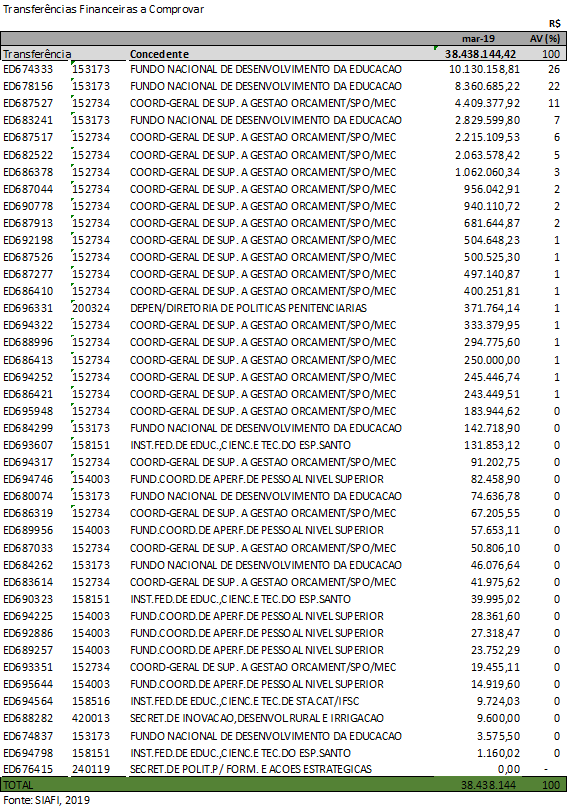 Transferências Financeiras a Comprovar
R$
mar-19 AV (%)
Transferência Concedente 38.438.144,42 100
ED674333 153173 FUNDO NACIONAL DE DESENVOLVIMENTO DA EDUCACAO 10.130.158,81 26
ED678156 153173 FUNDO NACIONAL DE DESENVOLVIMENTO DA EDUCACAO 8.360.685,22 22
ED687527 152734 COORD-GERAL DE SUP. A GESTAO ORCAMENT/SPO/MEC 4.409.377,92 11
ED683241 153173 FUNDO NACIONAL DE DESENVOLVIMENTO DA EDUCACAO 2.829.599,80 7
ED687517 152734 COORD-GERAL DE SUP. A GESTAO ORCAMENT/SPO/MEC 2.215.109,53 6
ED682522 152734 COORD-GERAL DE SUP. A GESTAO ORCAMENT/SPO/MEC 2.063.578,42 5
ED686378 152734 COORD-GERAL DE SUP. A GESTAO ORCAMENT/SPO/MEC 1.062.060,34 3
ED687044 152734 COORD-GERAL DE SUP. A GESTAO ORCAMENT/SPO/MEC 956.042,91 2
ED690778 152734 COORD-GERAL DE SUP. A GESTAO ORCAMENT/SPO/MEC 940.110,72 2
ED687913 152734 COORD-GERAL DE SUP. A GESTAO ORCAMENT/SPO/MEC 681.644,87 2
ED692198 152734 COORD-GERAL DE SUP. A GESTAO ORCAMENT/SPO/MEC 504.648,23 1
ED687526 152734 COORD-GERAL DE SUP. A GESTAO ORCAMENT/SPO/MEC 500.525,30 1
ED687277 152734 COORD-GERAL DE SUP. A GESTAO ORCAMENT/SPO/MEC 497.140,87 1
ED686410 152734 COORD-GERAL DE SUP. A GESTAO ORCAMENT/SPO/MEC 400.251,81 1
ED696331 200324 DEPEN/DIRETORIA DE POLITICAS PENITENCIARIAS 371.764,14 1
ED694322 152734 COORD-GERAL DE SUP. A GESTAO ORCAMENT/SPO/MEC 333.379,95 1
ED688996 152734 COORD-GERAL DE SUP. A GESTAO ORCAMENT/SPO/MEC 294.775,60 1
ED686413 152734 COORD-GERAL DE SUP. A GESTAO ORCAMENT/SPO/MEC 250.000,00 1
ED694252 152734 COORD-GERAL DE SUP. A GESTAO ORCAMENT/SPO/MEC 245.446,74 1
ED686421 152734 COORD-GERAL DE SUP. A GESTAO ORCAMENT/SPO/MEC 243.449,51 1
ED695948 152734 COORD-GERAL DE SUP. A GESTAO ORCAMENT/SPO/MEC 183.944,62 0
ED684299 153173 FUNDO NACIONAL DE DESENVOLVIMENTO DA EDUCACAO 142.718,90 0
ED693607 158151 INST.FED.DE EDUC.,CIENC.E TEC.DO ESP.SANTO 131.853,12 0
ED694317 152734 COORD-GERAL DE SUP. A GESTAO ORCAMENT/SPO/MEC 91.202,75 0
ED694746 154003 FUND.COORD.DE APERF.DE PESSOAL NIVEL SUPERIOR 82.458,90 0
ED680074 153173 FUNDO NACIONAL DE DESENVOLVIMENTO DA EDUCACAO 74.636,78 0
ED686319 152734 COORD-GERAL DE SUP. A GESTAO ORCAMENT/SPO/MEC 67.205,55 0
ED689956 154003 FUND.COORD.DE APERF.DE PESSOAL NIVEL SUPERIOR 57.653,11 0
ED687033 152734 COORD-GERAL DE SUP. A GESTAO ORCAMENT/SPO/MEC 50.806,10 0
ED684262 153173 FUNDO NACIONAL DE DESENVOLVIMENTO DA EDUCACAO 46.076,64 0
ED683614 152734 COORD-GERAL DE SUP. A GESTAO ORCAMENT/SPO/MEC 41.975,62 0
ED690323 158151 INST.FED.DE EDUC.,CIENC.E TEC.DO ESP.SANTO 39.995,02 0
ED694225 154003 FUND.COORD.DE APERF.DE PESSOAL NIVEL SUPERIOR 28.361,60 0
ED692886 154003 FUND.COORD.DE APERF.DE PESSOAL NIVEL SUPERIOR 27.318,47 0
ED689257 154003 FUND.COORD.DE APERF.DE PESSOAL NIVEL SUPERIOR 23.752,29 0
ED693351 152734 COORD-GERAL DE SUP. A GESTAO ORCAMENT/SPO/MEC 19.455,11 0
ED695644 154003 FUND.COORD.DE APERF.DE PESSOAL NIVEL SUPERIOR 14.919,60 0
ED694564 158516 INST.FED.DE EDUC.,CIENC.E TEC.DE STA.CAT/IFSC 9.724,03 0
ED688282 420013 SECRET.DE INOVACAO,DESENVOL RURAL E IRRIGACAO 9.600,00 0
ED674837 153173 FUNDO NACIONAL DE DESENVOLVIMENTO DA EDUCACAO 3.575,50 0
ED694798 158151 INST.FED.DE EDUC.,CIENC.E TEC.DO ESP.SANTO 1.160,02 0
ED676415 240119 SECRET.DE POLIT.P/ FORM. E ACOES ESTRATEGICAS 0,00 -
TOTAL 38.438.144 100
Fonte: SIAFI, 2019